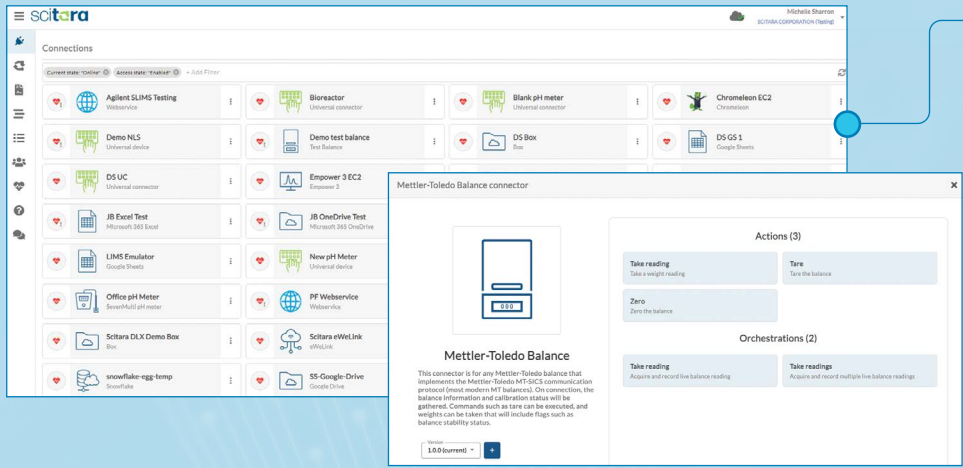 scitara
Michelle Sharron
SCITARA CORPORATION (Testing)
Connections
Current state: "Online" Access state: "Enabled" + Add Filter
Agilent SLIMS Testing
Webservice
Bioreactor
Universal connector
Blank pH meter
Universal connector
Chromeleon EC2
Chromeleon
Demo NLS
Universal device
Demo test balance
Test Balance
DS Box
Box
DS GS 1
Google Sheets
DS UC
Universal connector
Empower 3 EC2
Empower 3
JB Excel Test
Microsoft 365 Excel
JB OneDrive Test
Microsoft 365 OneDrive
LIMS Emulator
Google Sheets
New pH Meter
Universal device
Office pH Meter
SevenMulti pH meter
PF Webservice
Webservice
Scitara DLX Demo Box
Box
Scitara eWeLink
eWeLink
snowflake-egg-temp
Snowflake
SS-Google-Drive
Google Drive
Mettler-Toledo Balance connector
000
Mettler-Toledo Balance
This connector is for any Mettler-Toledo balance that
implements the Mettler-Toledo MT-SICS communication
protocol (most modern MT balances). On connection, the
balance information and calibration status will be
gathered. Commands such as tare can be executed, and
weights can be taken that will include flags such as
balance stability status.
Version
1.0.0 (current)
+
Actions (3)
Take reading
Take a weight reading
Tare
Tare the balance
Zero
Zero the balance
Orchestrations (2)
Take reading
Acquire and record live balance reading
Take readings
Acquire and record multiple live balance readings